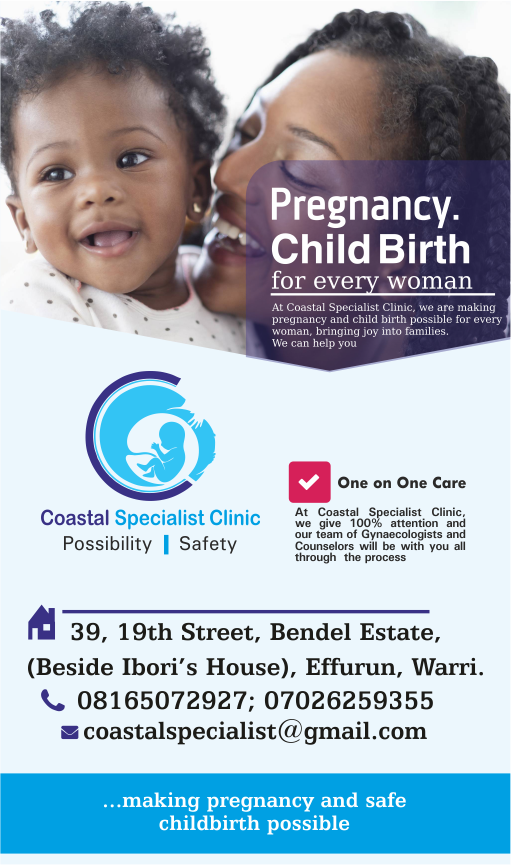 Pregnancy.
Child Birth
for every woman
At Coastal Specialist Clinic, we are making
pregnancy and child birth possible for every
woman, bringing joy into families.
We can help you
Coastal Specialist Clinic
Possibility | Safety
One on One Care
At Coastal Specialist Clinic,
we give 100% attention and
our team of Gynaecologists and
Counselors will be with you all
through the process
39, 19th Street, Bendel Estate,
(Beside Ibori's House), Effurun, Warri.
08165072927; 07026259355
coastalspecialist@gmail.com
...making pregnancy and safe
childbirth possible